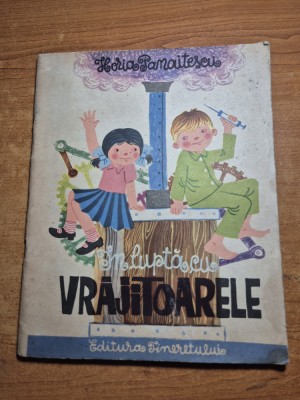 Horia Panaitescu
În luptă cu
VRĂJITOARELE
Editura Tineretului